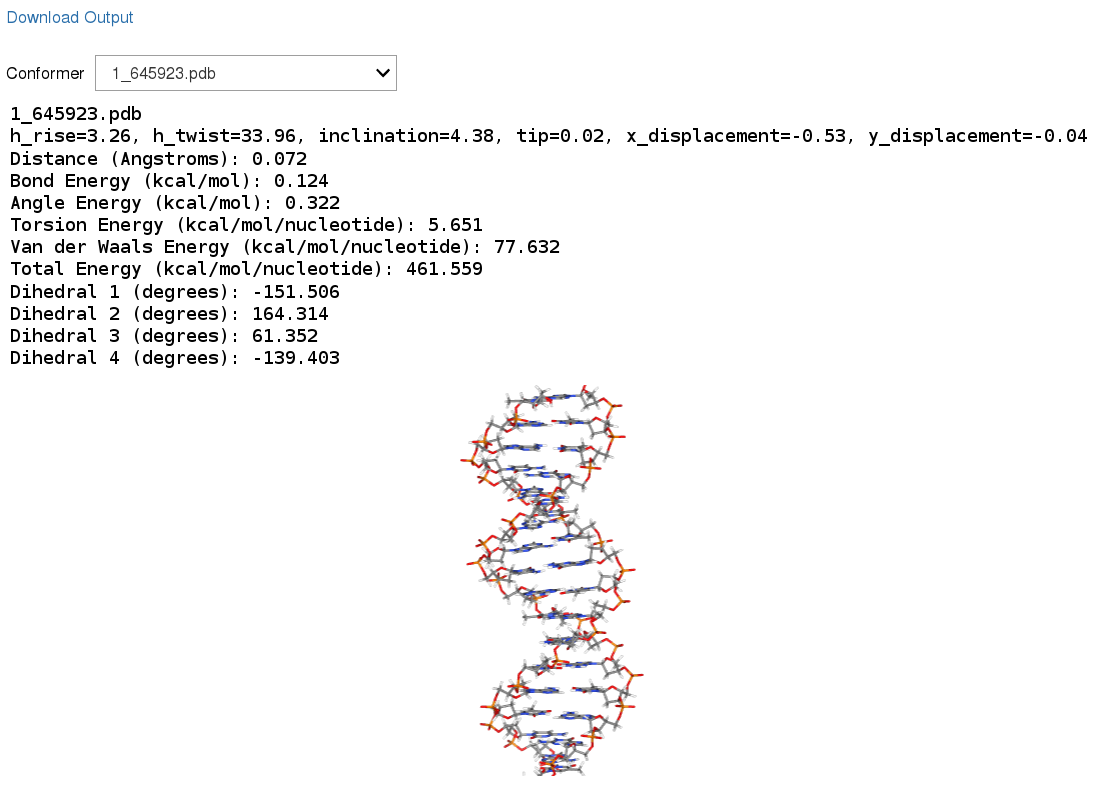 Download Output
Conformer 1_645923.pdb
1_645923.pdb
h_rise=3.26, h_twist=33.96, inclination=4.38, tip=0.02, x_displacement=-0.53, y_displacement=-0.04
Distance (Angstroms): 0.072
Bond Energy (kcal/mol): 0.124
Angle Energy (kcal/mol): 0.322
Torsion Energy (kcal/mol/nucleotide): 5.651
Van der Waals Energy (kcal/mol/nucleotide): 77.632
Total Energy (kcal/mol/nucleotide): 461.559
Dihedral 1 (degrees): -151.506
Dihedral 2 (degrees): 164.314
Dihedral 3 (degrees): 61.352
Dihedral 4 (degrees): -139.403